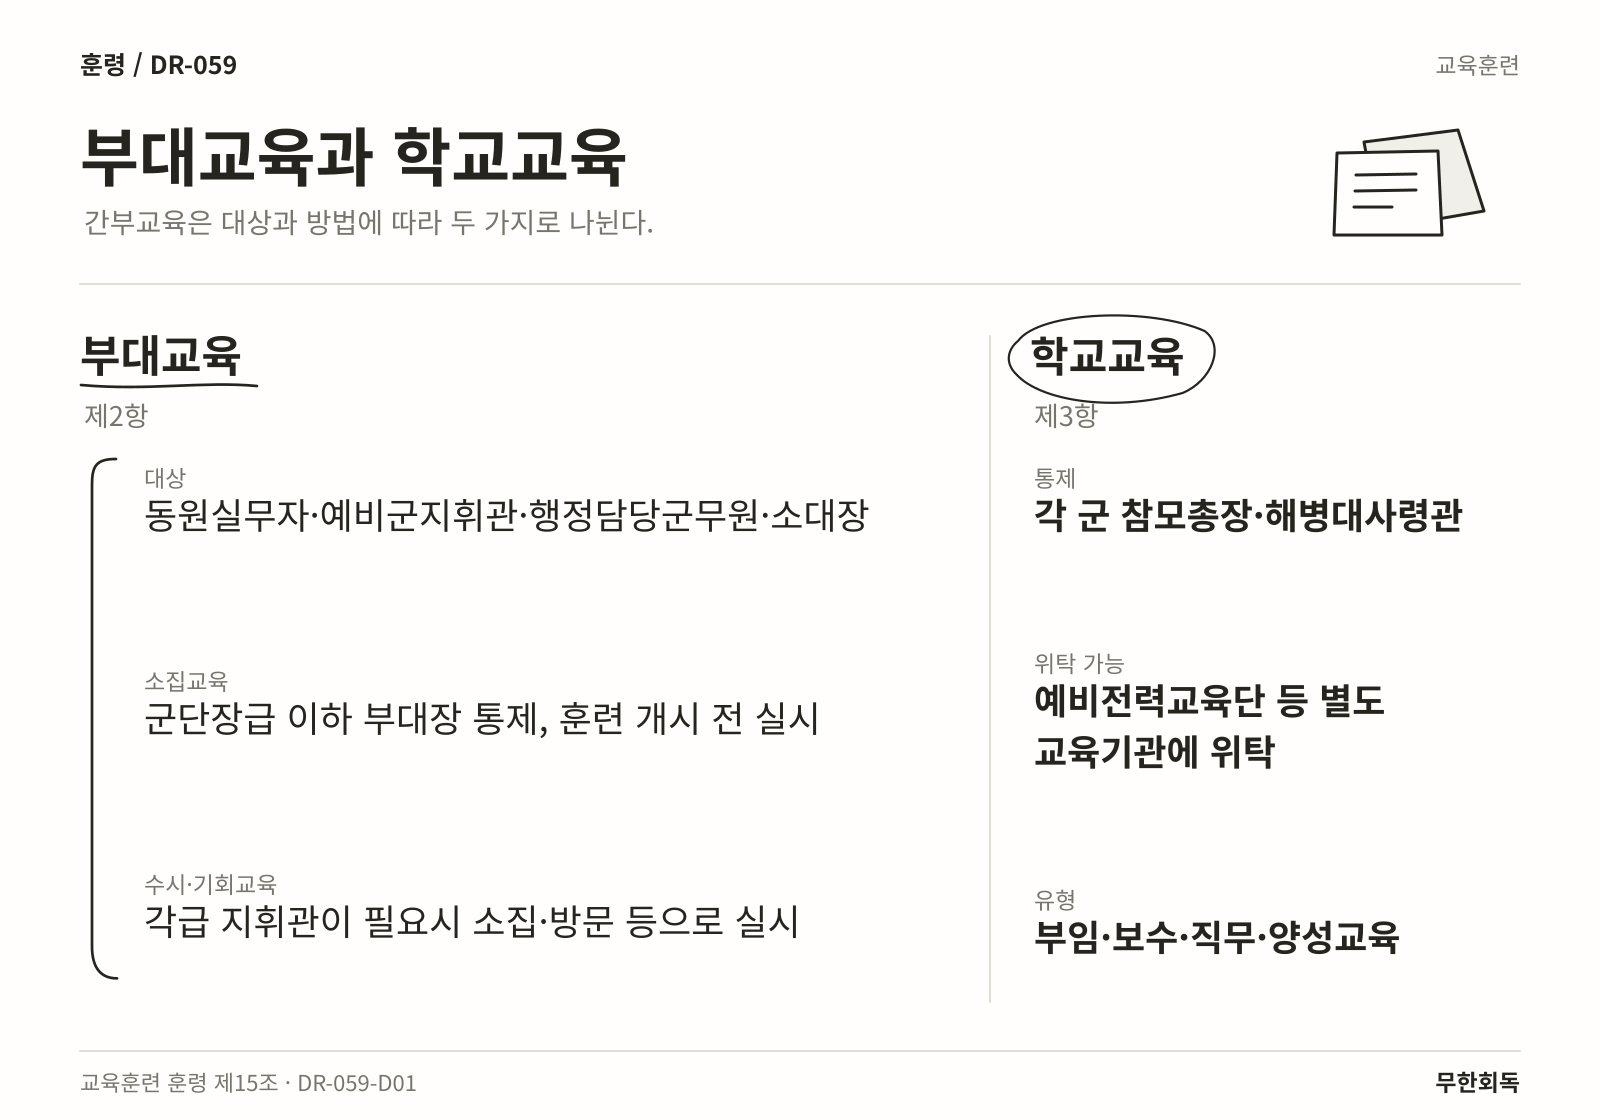 훈령 / DR-059
교육훈련
부대교육과 학교교육
간부교육은 대상과 방법에 따라 두 가지로 나뉜다.
부대교육
제2항
대상
동원실무자·예비군지휘관·행정담당군무원·소대장
소집교육
군단장급 이하 부대장 통제, 훈련 개시 전 실시
수시·기회교육
각급 지휘관이 필요시 소집·방문 등으로 실시
학교교육
제3항
통제
각 군 참모총장·해병대사령관
위탁 가능
예비전력교육단 등 별도
교육기관에 위탁
유형
부임·보수·직무·양성교육
교육훈련 훈령 제15조 · DR-059-D01
무한회독